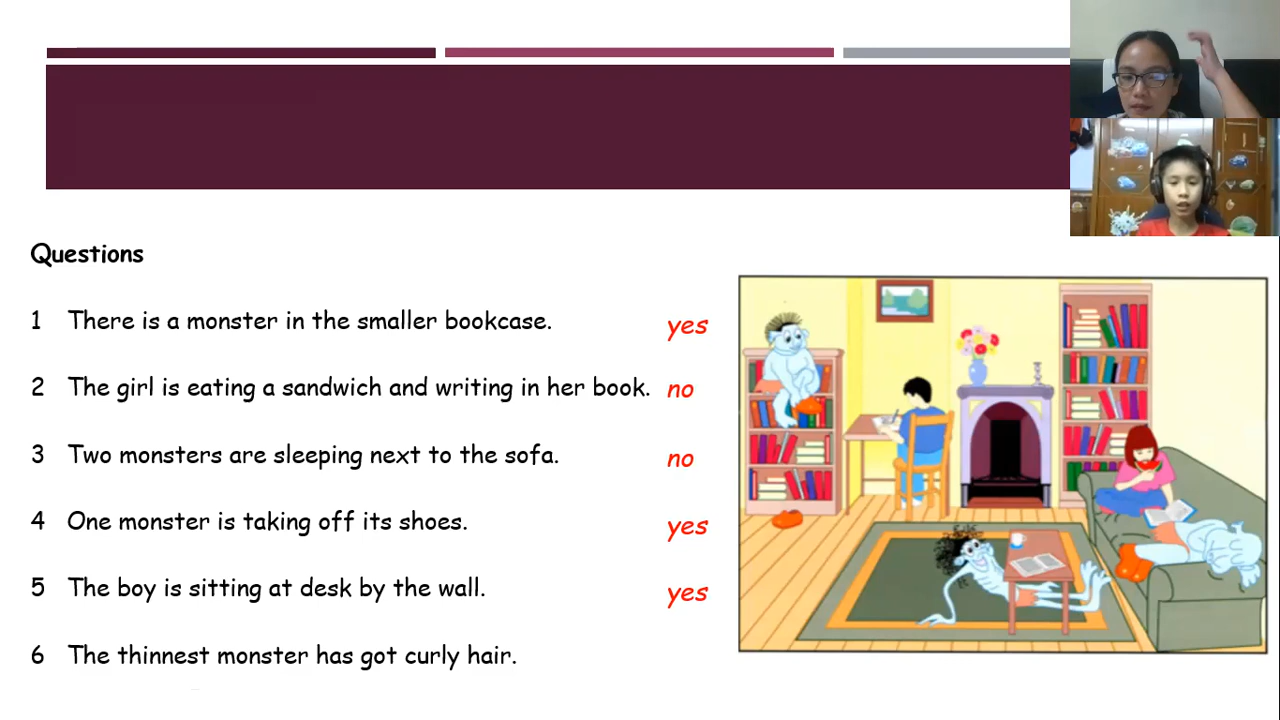 Questions
1 There is a monster in the smaller bookcase. yes
2 The girl is eating a sandwich and writing in her book. no
3 Two monsters are sleeping next to the sofa. no
4 One monster is taking off its shoes. yes
5 The boy is sitting at desk by the wall. yes
6 The thinnest monster has got curly hair.